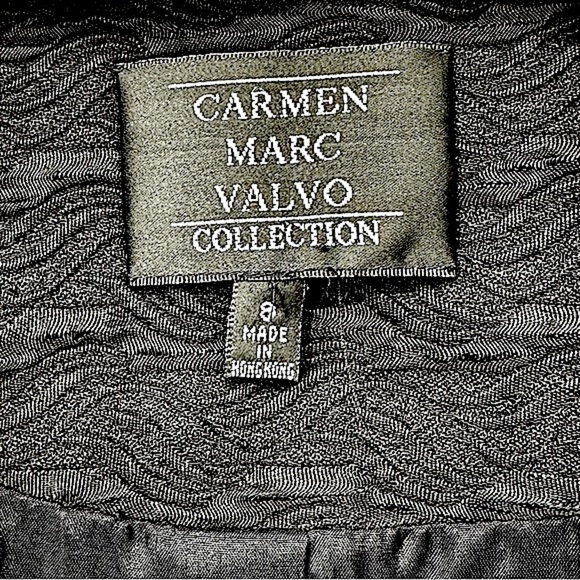 CARMEN
MARC
VALVO
COLLECTION
8
MADE
IN
HONGKONG